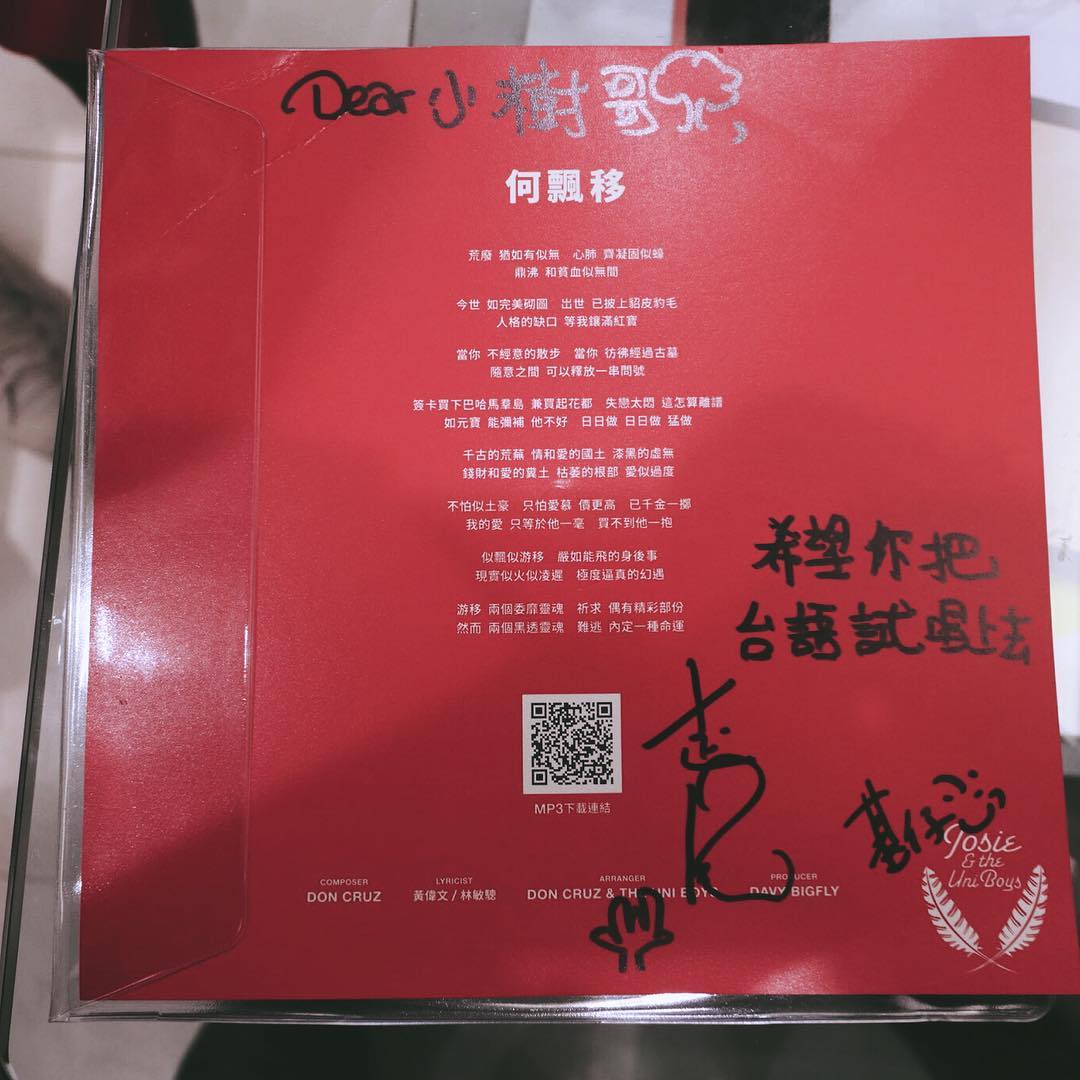 Dear 小樹哥,
何飄移
荒廢 猶如有似無 心肺 齊凝固似蠔
鼎沸 和貧血似無間
今世 如完美砌圖 出世 已披上貂皮豹毛
人格的缺口 等我鑲滿紅寶
當你 不經意的散步 當你 彷彿經過古墓
隨意之間 可以釋放一串問號
簽卡買下巴哈馬羣島 兼買起花都 失戀太悶 這怎算離譜
如元寶 能彌補 他不好 日日做 日日做 猛做
千古的荒蕪 情和愛的國土 漆黑的虛無
錢財和愛的糞土 枯萎的根部 愛似過度
不怕似土豪 只怕愛慕 價更高 已千金一擲
我的愛 只等於他一毫 買不到他一抱
似飄似游移 嚴如能飛的身後事
現實似火似凌遲 極度逼真的幻遇
游移 兩個委靡靈魂 祈求 偶有精彩部份
然而 兩個黑透靈魂 難逃 內定一種命運
希望你把
台語試唱上去
MP3下載連結
COMPOSER
DON CRUZ
LYRICIST
黃偉文 / 林敏驄
ARRANGER
DON CRUZ & THE UNI BOYS
PRODUCER
DAVY BIGFLY
Josie
& the
Uni Boys